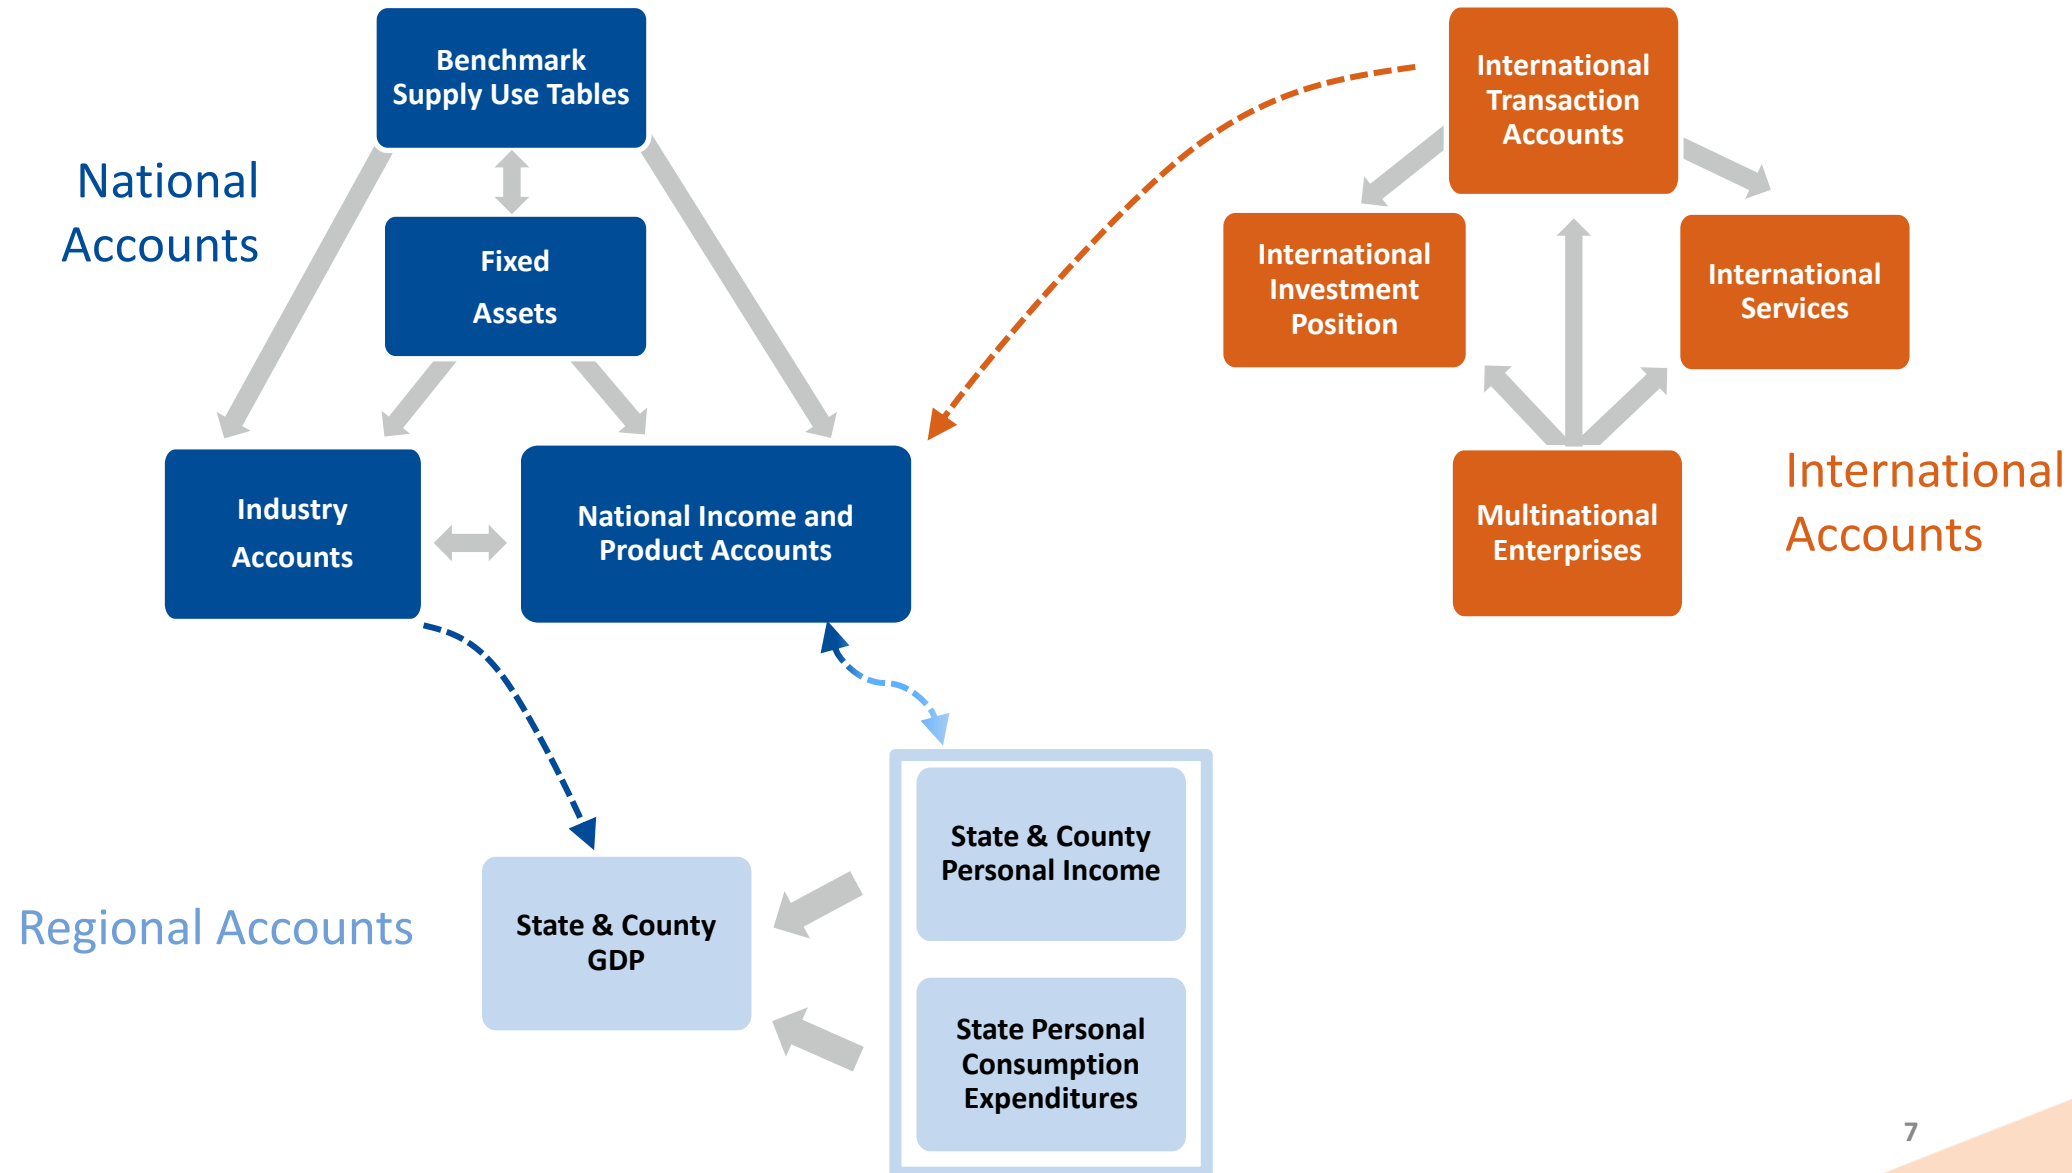 Benchmark
Supply Use Tables
National
Accounts
Fixed
Assets
Industry
Accounts
National Income and
Product Accounts
International
Transaction
Accounts
International
Investment
Position
International
Services
Multinational
Enterprises
International
Accounts
Regional Accounts
State & County
GDP
State & County
Personal Income
State Personal
Consumption
Expenditures
7